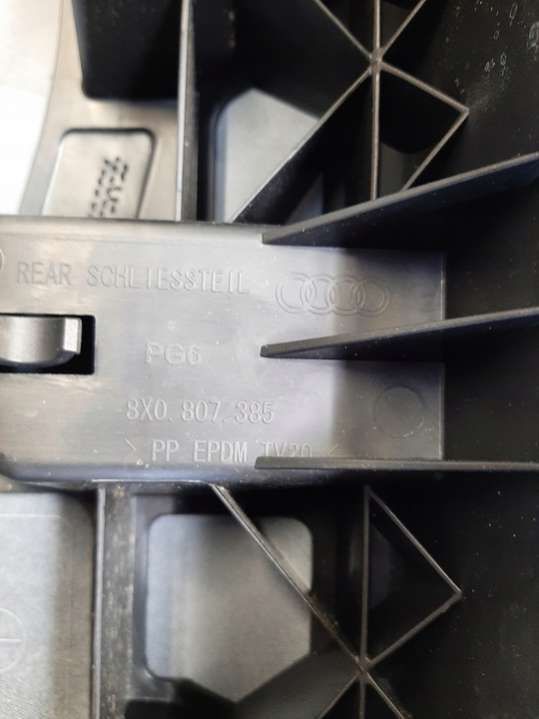 REAR SCHLIESSTEIL
PG6
8X0.807.385
PP EPDM TV20